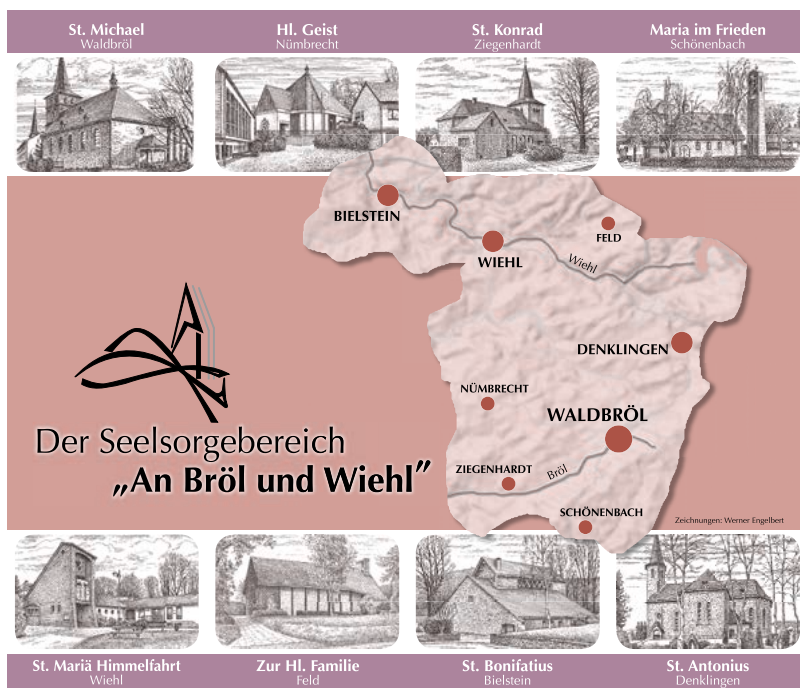 St. Michael
Waldbröl
Hl. Geist
Nümbrecht
St. Konrad
Ziegenhardt
Maria im Frieden
Schönenbach
BIELSTEIN
WIEHL
FELD
Wiehl
DENKLINGEN
NÜMBRECHT
WALDBRÖL
ZIEGENHARDT
Bröl
SCHÖNENBACH
Der Seelsorgebereich
„An Bröl und Wiehl”
Zeichnungen: Werner Engelbert
St. Mariä Himmelfahrt
Wiehl
Zur Hl. Familie
Feld
St. Bonifatius
Bielstein
St. Antonius
Denklingen